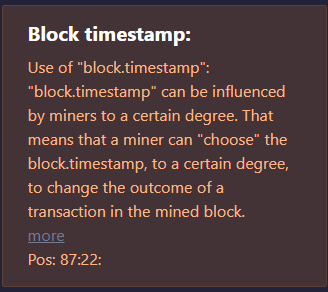 Block timestamp:
Use of "block.timestamp":
"block.timestamp" can be influenced
by miners to a certain degree. That
means that a miner can "choose" the
block.timestamp, to a certain degree,
to change the outcome of a
transaction in the mined block.
more
Pos: 87:22: